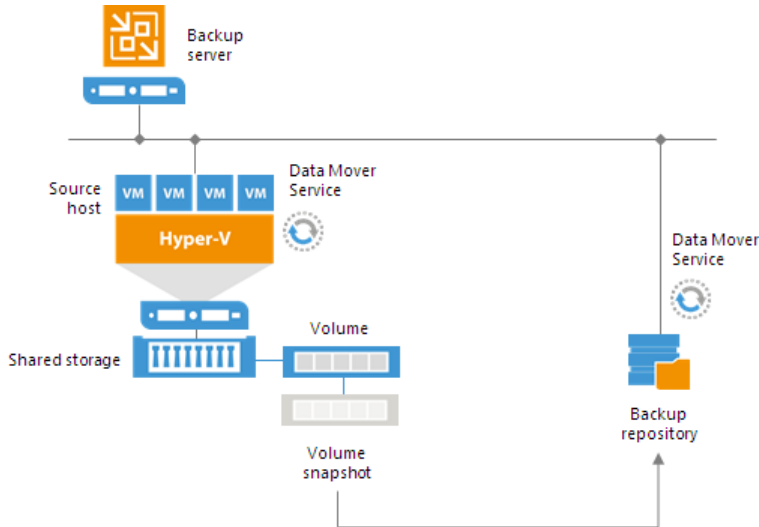 Backup
server
Data Mover
Service
Source
host
VM VM VM VM
Hyper-V
Data Mover
Service
Volume
Shared storage
Backup
repository
Volume
snapshot